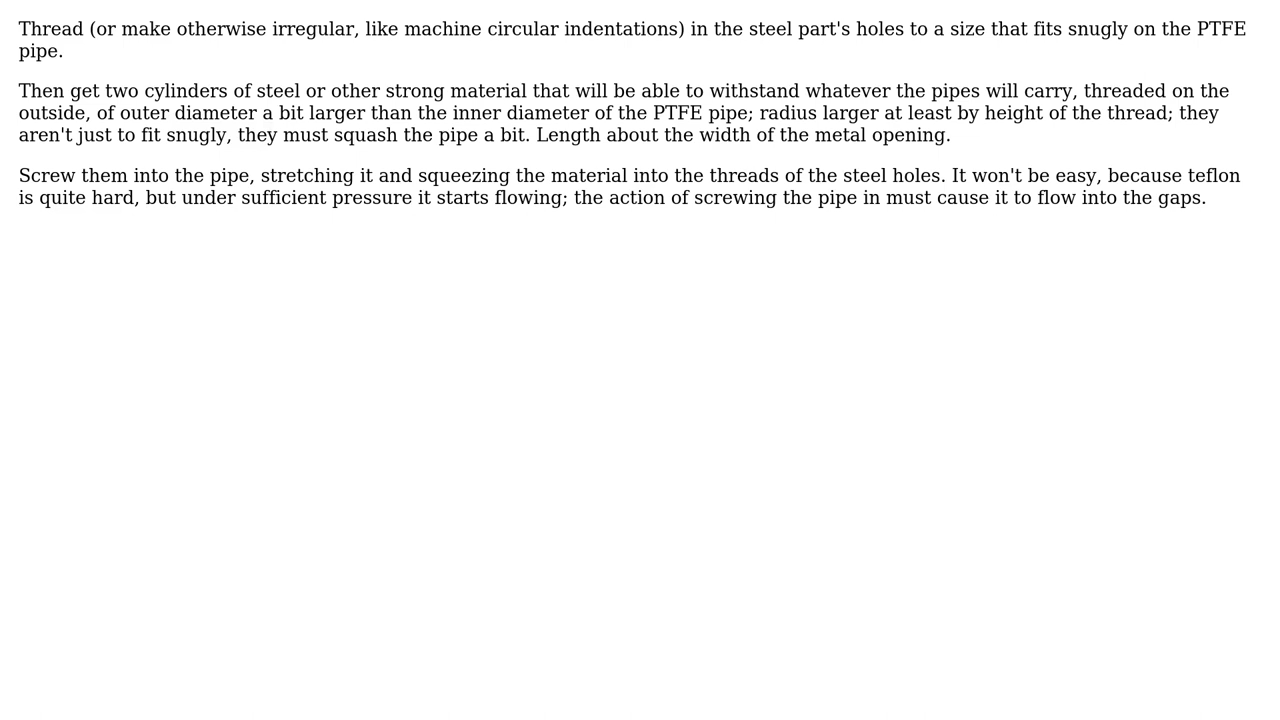 Thread (or make otherwise irregular, like machine circular indentations) in the steel part's holes to a size that fits snugly on the PTFE
pipe.
Then get two cylinders of steel or other strong material that will be able to withstand whatever the pipes will carry, threaded on the
outside, of outer diameter a bit larger than the inner diameter of the PTFE pipe; radius larger at least by height of the thread; they
aren't just to fit snugly, they must squash the pipe a bit. Length about the width of the metal opening.
Screw them into the pipe, stretching it and squeezing the material into the threads of the steel holes. It won't be easy, because teflon
is quite hard, but under sufficient pressure it starts flowing; the action of screwing the pipe in must cause it to flow into the gaps.